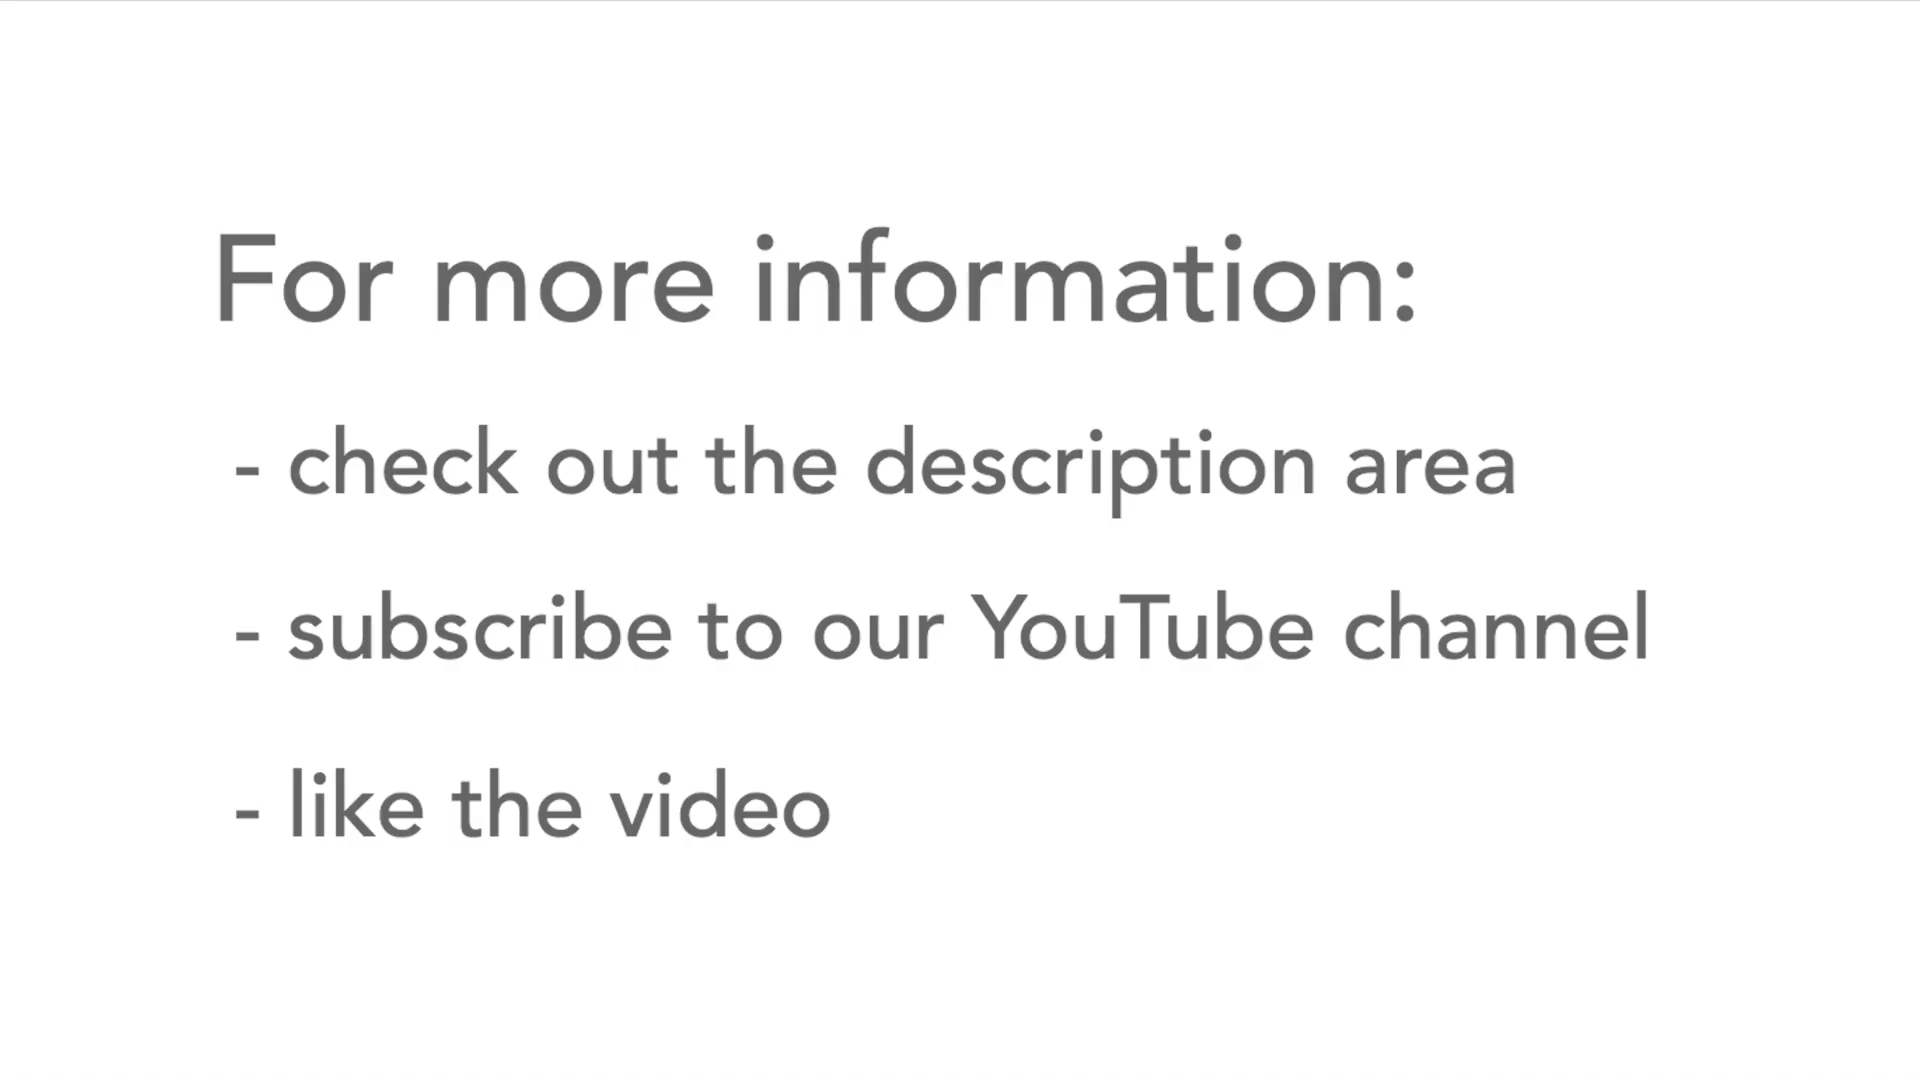 For more information:
- check out the description area
- subscribe to our YouTube channel
- like the video